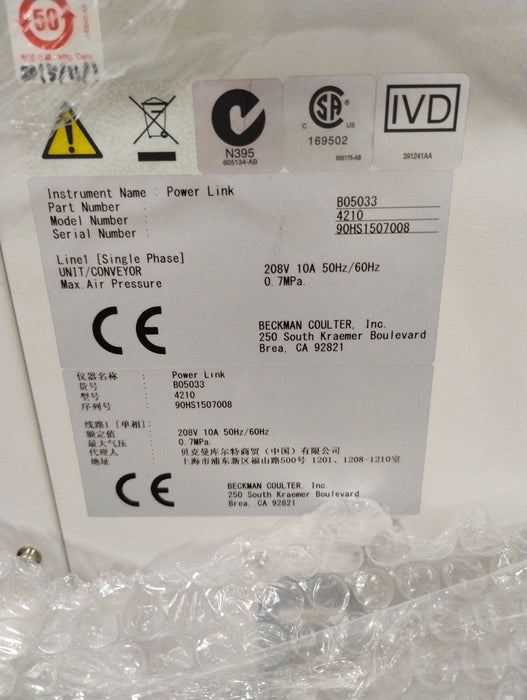 50
制造日期 Mfg. Date
N395
605134-AB
C US
169502
605175-AB
IVD
391241AA
Instrument Name : Power Link
Part Number : B05033
Model Number : 4210
Serial Number : 90HS1507008
Line1 [Single Phase]
UNIT/CONVEYOR 208V 10A 50Hz/60Hz
Max. Air Pressure 0.7MPa.
CE
BECKMAN COULTER, Inc.
250 South Kraemer Boulevard
Brea, CA 92821
仪器名称 : Power Link
货号 : B05033
型号 : 4210
序列号 : 90HS1507008
线路1 [单相]:
额定值 : 208V 10A 50Hz/60Hz
最大气压 : 0.7MPa.
代理人 : 贝克曼库尔特商贸（中国）有限公司
地址 : 上海市浦东新区福山路500号 1201、1208-1210室
CE
BECKMAN COULTER, Inc.
250 South Kraemer Boulevard
Brea, CA 92821